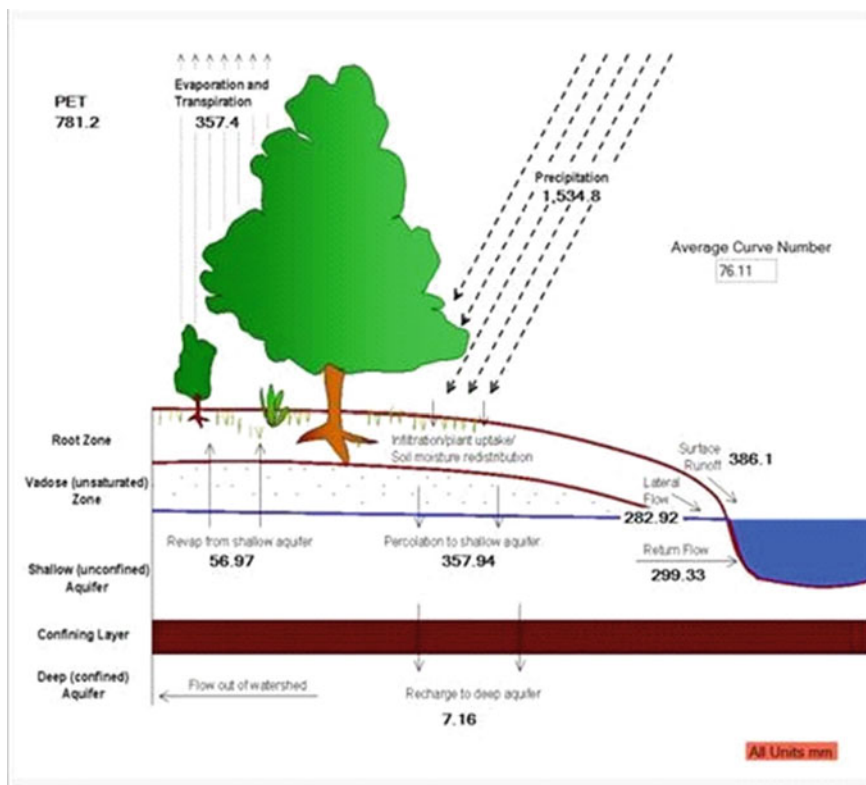 PET
781.2
Evaporation and
Transpiration
357.4
Precipitation
1,534.8
Average Curve Number
76.11
Root Zone
Infiltration/plant uptake/
Soil moisture redistribution
Surface
Runoff
386.1
Vadose (unsaturated)
Zone
Lateral
Flow
282.92
Revap from shallow aquifer
56.97
Percolation to shallow aquifer
357.94
Return Flow
299.33
Shallow (unconfined)
Aquifer
Confining Layer
Deep (confined)
Aquifer
Flow out of watershed
Recharge to deep aquifer
7.16
All Units mm